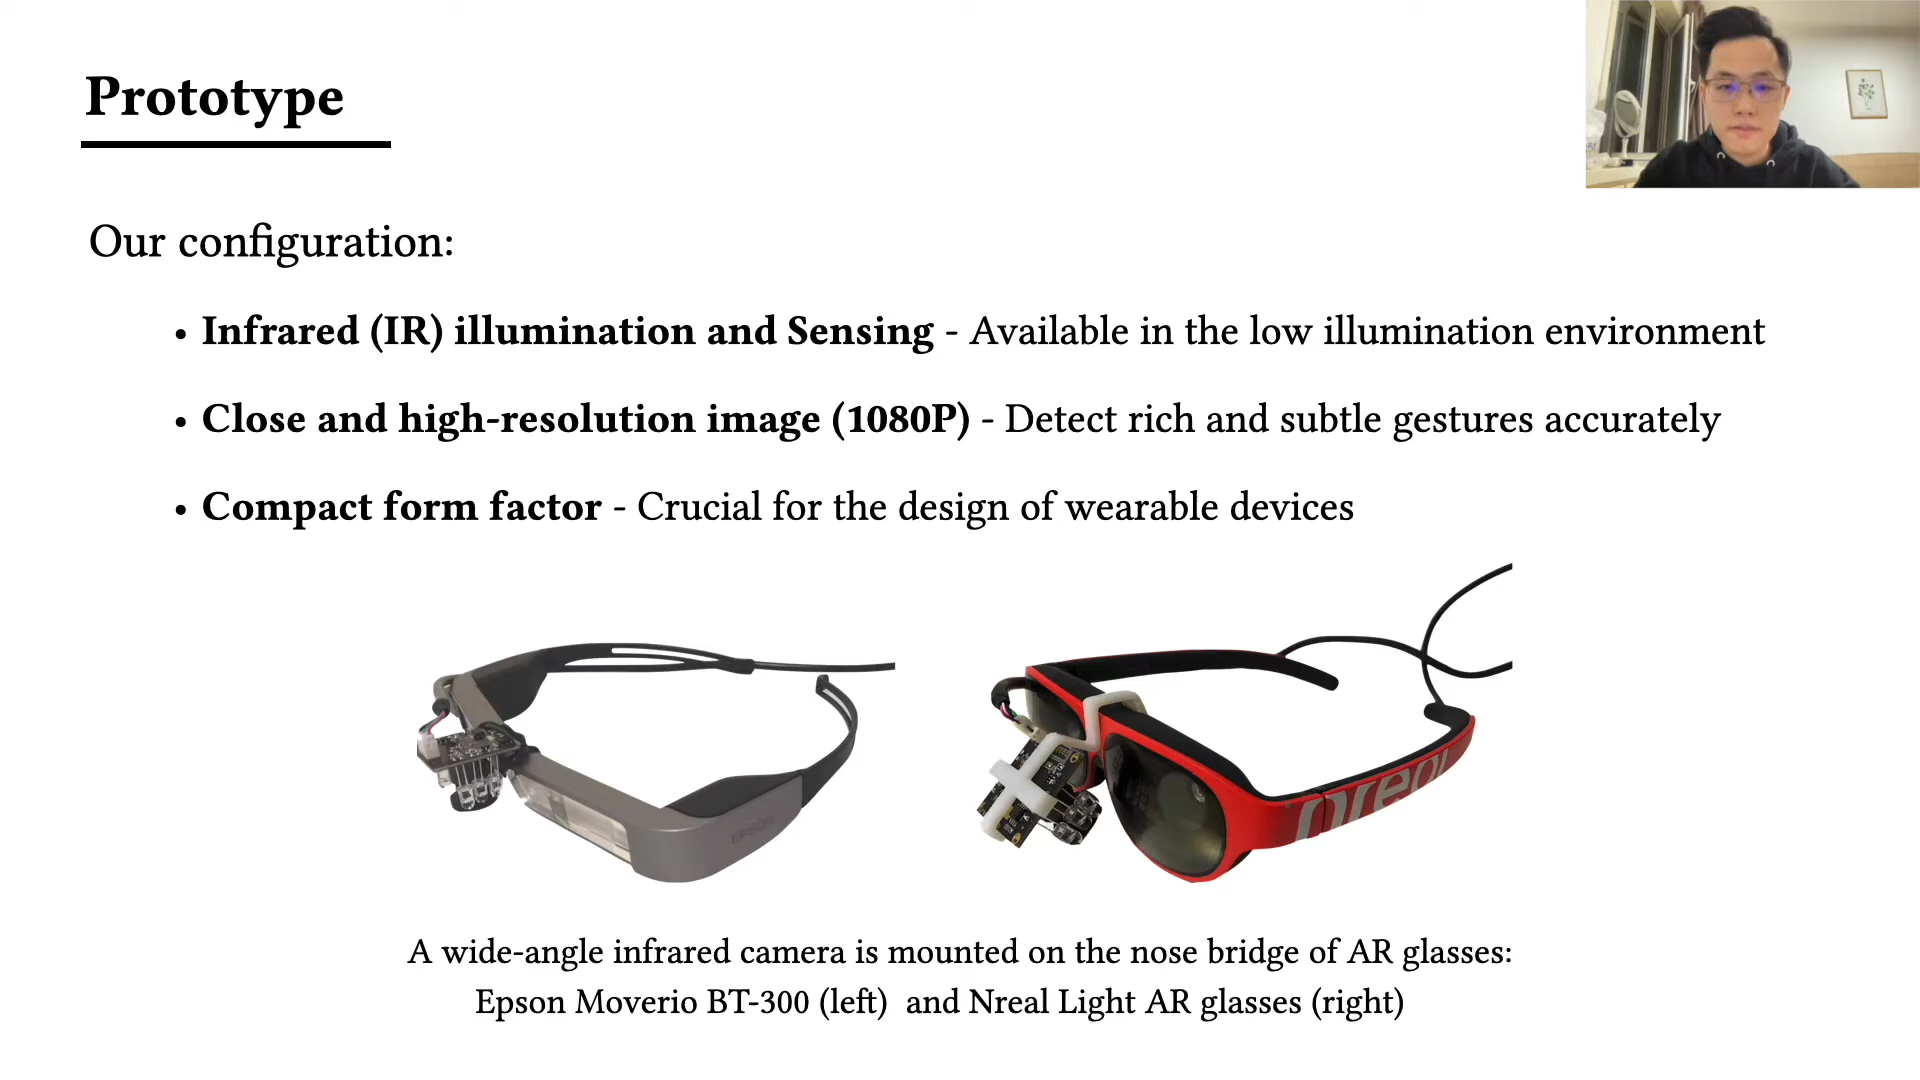 Prototype
Our configuration:
• Infrared (IR) illumination and Sensing - Available in the low illumination environment
• Close and high-resolution image (1080P) - Detect rich and subtle gestures accurately
• Compact form factor - Crucial for the design of wearable devices
EPSON
nreal
A wide-angle infrared camera is mounted on the nose bridge of AR glasses:
Epson Moverio BT-300 (left) and Nreal Light AR glasses (right)